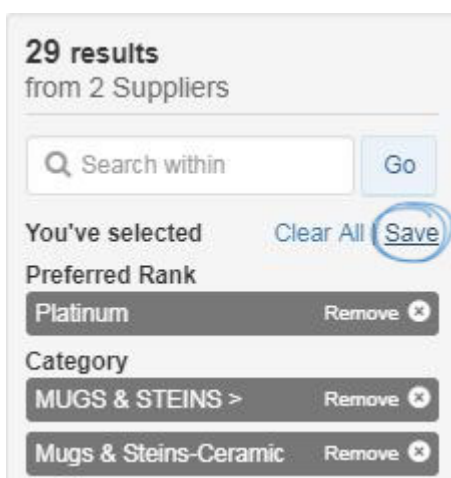 29 results
from 2 Suppliers
Search within Go
You've selected Clear All | Save
Preferred Rank
Platinum Remove
Category
MUGS & STEINS > Remove
Mugs & Steins-Ceramic Remove